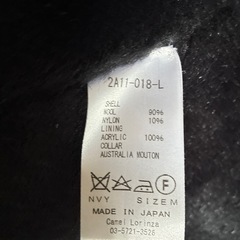 2A11-018-L
SHELL
WOOL 90%
NYLON 10%
LINING
ACRYLIC 100%
COLLAR
AUSTRALIA MOUTON
F
NVY SIZEM
MADE IN JAPAN
Camel Lorinza
03-5721-3526